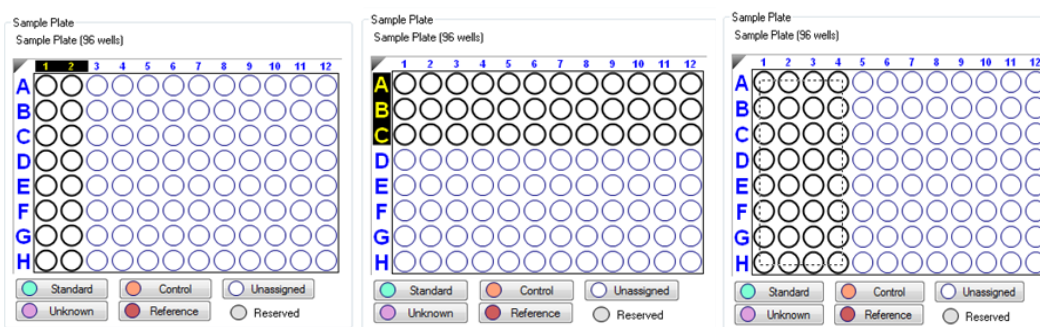 Sample Plate
Sample Plate (96 wells)
1 2 3 4 5 6 7 8 9 10 11 12
A
B
C
D
E
F
G
H
Standard Control Unassigned
Unknown Reference Reserved
Sample Plate
Sample Plate (96 wells)
1 2 3 4 5 6 7 8 9 10 11 12
A
B
C
D
E
F
G
H
Standard Control Unassigned
Unknown Reference Reserved
Sample Plate
Sample Plate (96 wells)
1 2 3 4 5 6 7 8 9 10 11 12
A
B
C
D
E
F
G
H
Standard Control Unassigned
Unknown Reference Reserved